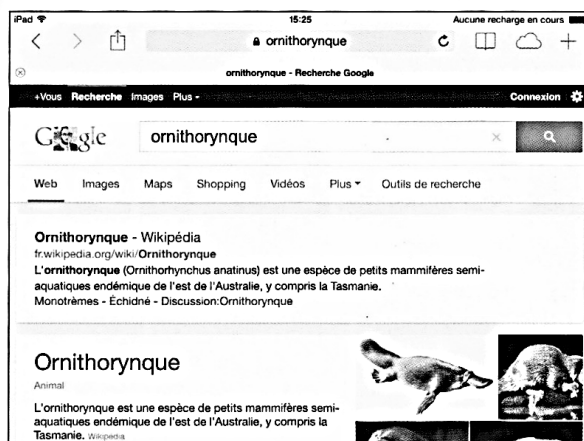 iPad 15:25 Aucune recharge en cours
ornithorynque
ornithorynque - Recherche Google
+Vous Recherche Images Plus Connexion
Google ornithorynque
Web Images Maps Shopping Vidéos Plus Outils de recherche
Ornithorynque - Wikipédia
fr.wikipedia.org/wiki/Ornithorynque
L'ornithorynque (Ornithorhynchus anatinus) est une espèce de petits mammifères semi-
aquatiques endémique de l'est de l'Australie, y compris la Tasmanie.
Monotrèmes - Échidné - Discussion:Ornithorynque
Ornithorynque
Animal
L'ornithorynque est une espèce de petits mammifères semi-
aquatiques endémique de l'est de l'Australie, y compris la
Tasmanie. Wikipedia